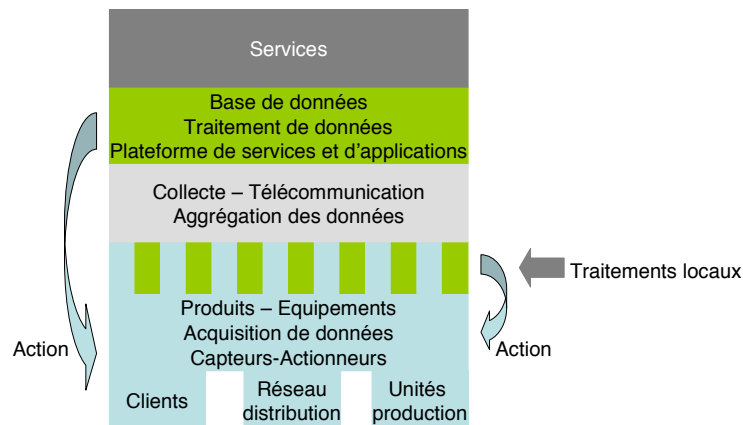 Services
Base de données
Traitement de données
Plateforme de services et d'applications
Collecte – Télécommunication
Aggrégation des données
Traitements locaux
Produits – Equipements
Acquisition de données
Capteurs-Actionneurs
Action
Action
Clients
Réseau
distribution
Unités
production